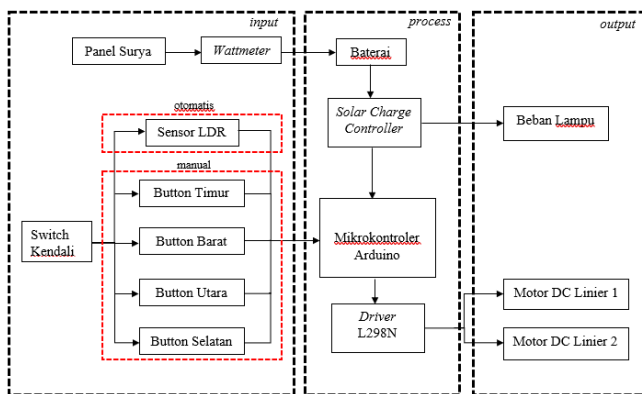 input
Panel Surya
Wattmeter
otomatis
Sensor LDR
manual
Button Timur
Switch
Kendali
Button Barat
Button Utara
Button Selatan
process
Baterai
Solar Charge
Controller
Mikrokontroler
Arduino
Driver
L298N
output
Beban Lampu
Motor DC Linier 1
Motor DC Linier 2